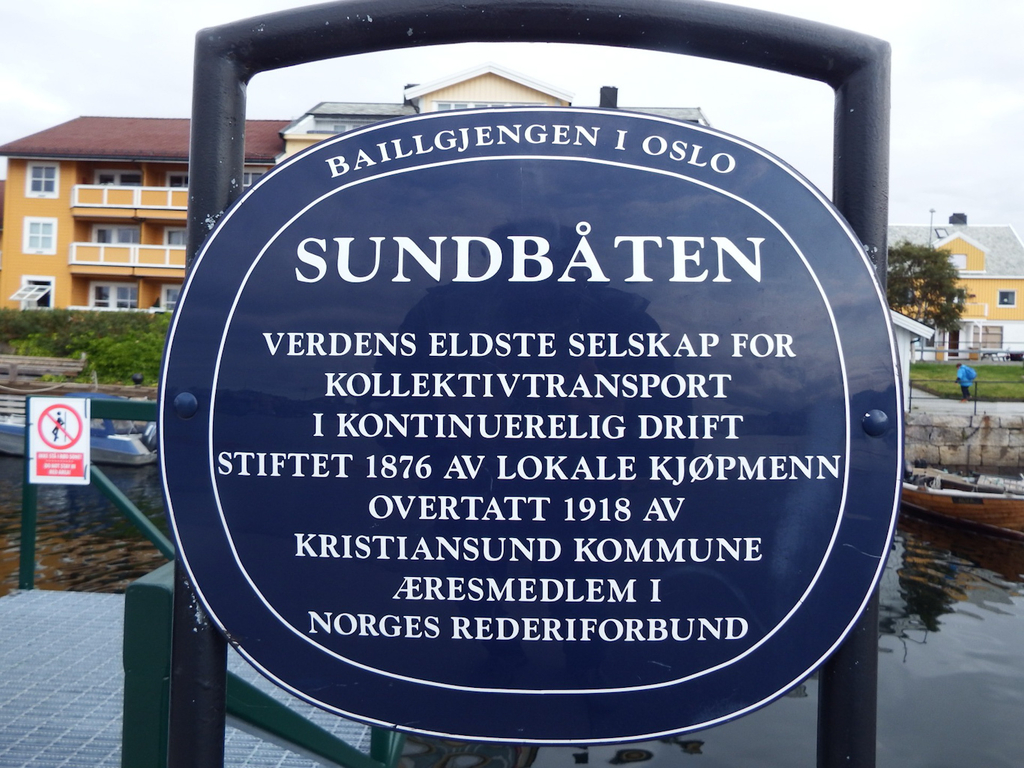 BAILLGJENGEN I OSLO
SUNDBÅTEN
VERDENS ELDSTE SELSKAP FOR
KOLLEKTIVTRANSPORT
I KONTINUERELIG DRIFT
STIFTET 1876 AV LOKALE KJØPMENN
OVERTATT 1918 AV
KRISTIANSUND KOMMUNE
ÆRESMEDLEM I
NORGES REDERIFORBUND